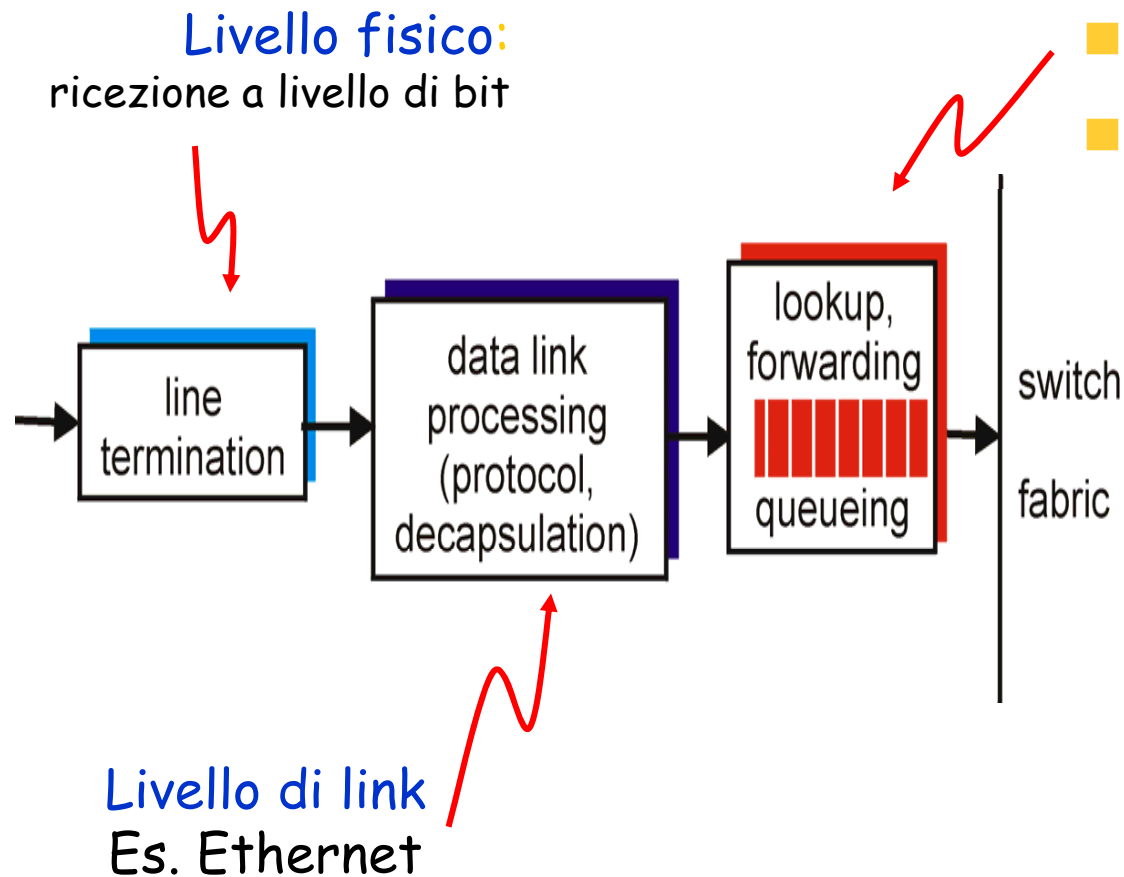 Livello fisico:
ricezione a livello di bit
line
termination
data link
processing
(protocol,
decapsulation)
lookup,
forwarding
queueing
switch
fabric
Livello di link
Es. Ethernet